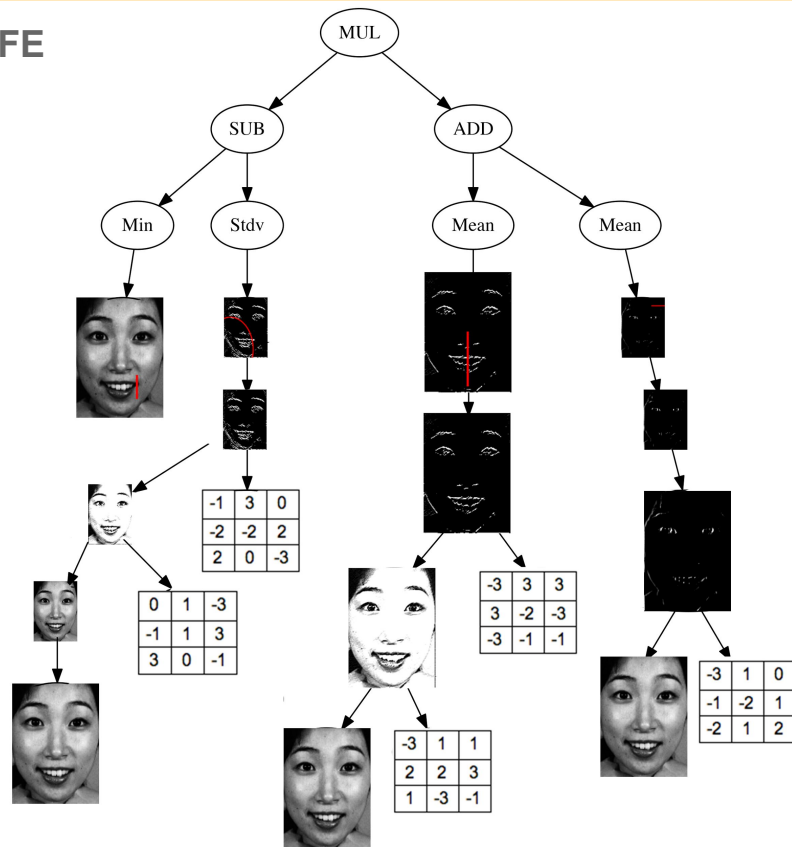 FE
MUL
SUB
ADD
Min
Stdv
Mean
Mean
-1 3 0
-2 -2 2
2 0 -3
0 1 -3
-1 1 3
3 0 -1
-3 3 3
3 -2 -3
-3 -1 -1
-3 1 0
-1 -2 1
-2 1 2
-3 1 1
2 2 3
1 -3 -1